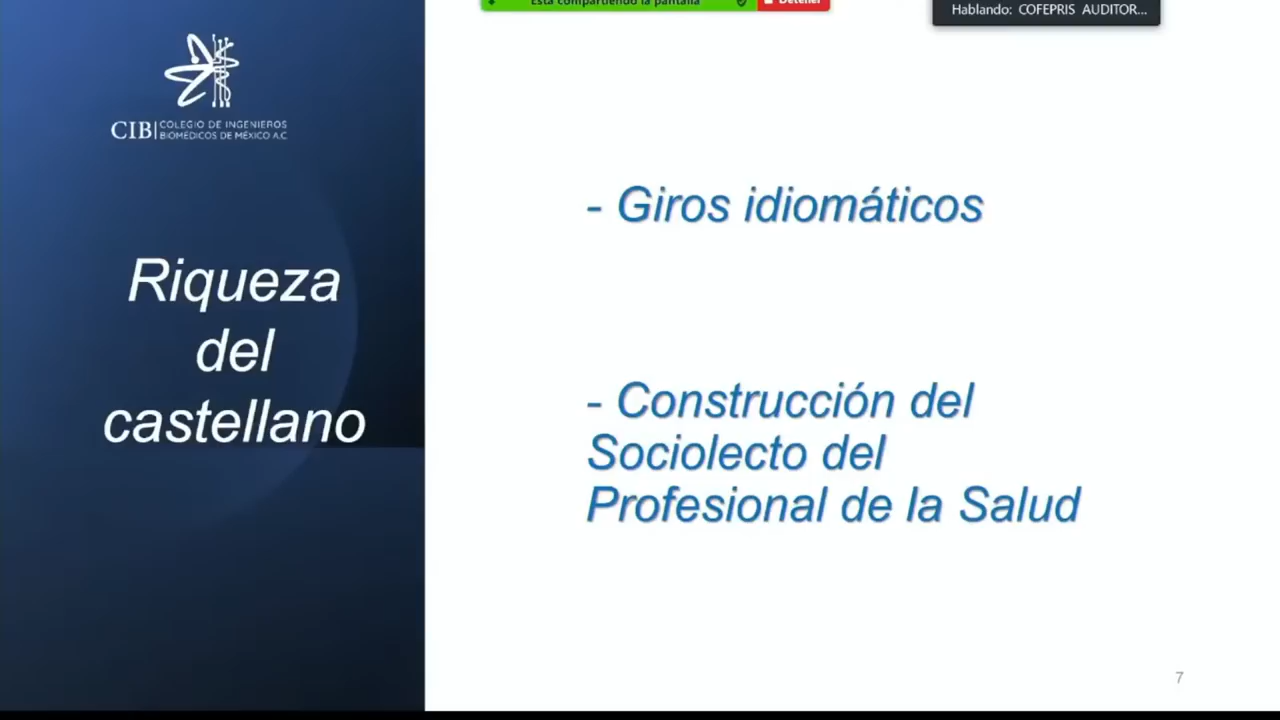 Está compartiendo la pantalla
Detener
Hablando: COFEPRIS AUDITOR...
CIB
COLEGIO DE INGENIEROS
BIOMÉDICOS DE MÉXICO A.C.
Riqueza
del
castellano
- Giros idiomáticos
- Construcción del
Sociolecto del
Profesional de la Salud
7